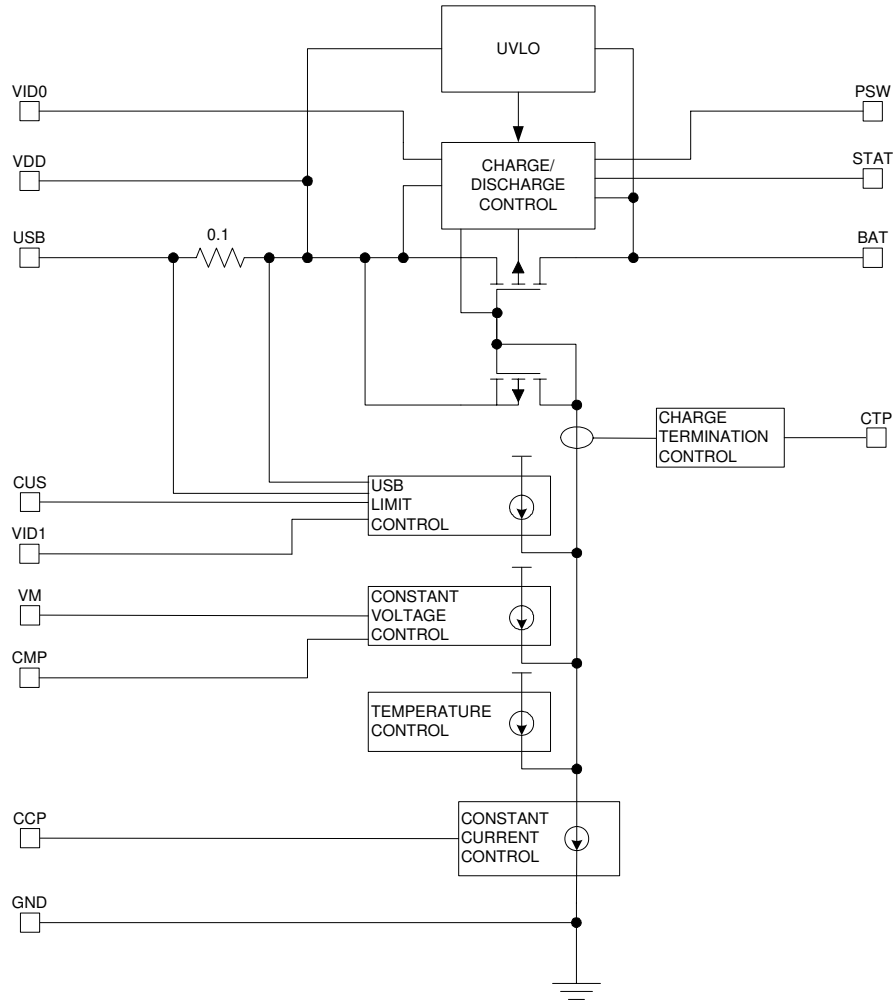 UVLO
VID0
PSW
CHARGE/
DISCHARGE
CONTROL
VDD
STAT
USB
0.1
BAT
CHARGE
TERMINATION
CONTROL
CTP
CUS
USB
LIMIT
CONTROL
VID1
VM
CONSTANT
VOLTAGE
CONTROL
CMP
TEMPERATURE
CONTROL
CCP
CONSTANT
CURRENT
CONTROL
GND